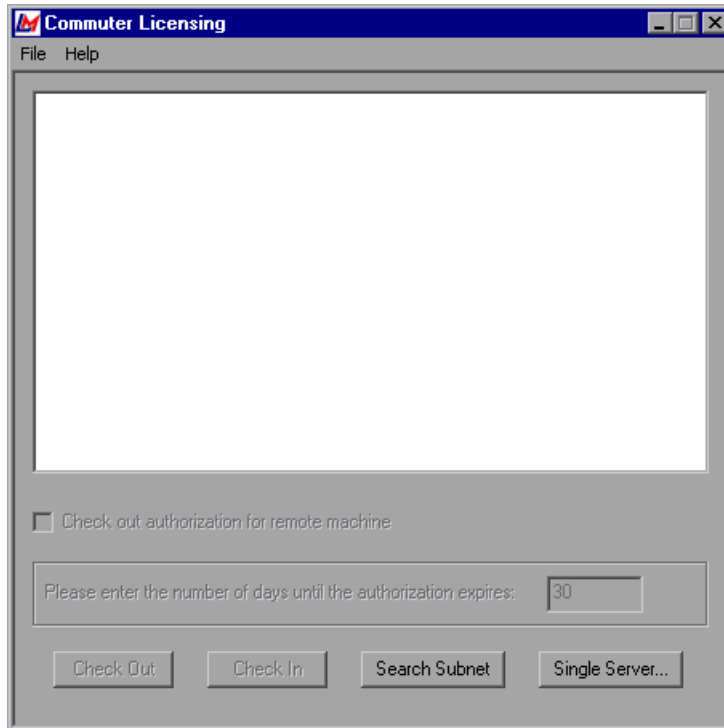 Commuter Licensing
File Help
Check out authorization for remote machine
Please enter the number of days until the authorization expires: 30
Check Out Check In Search Subnet Single Server...